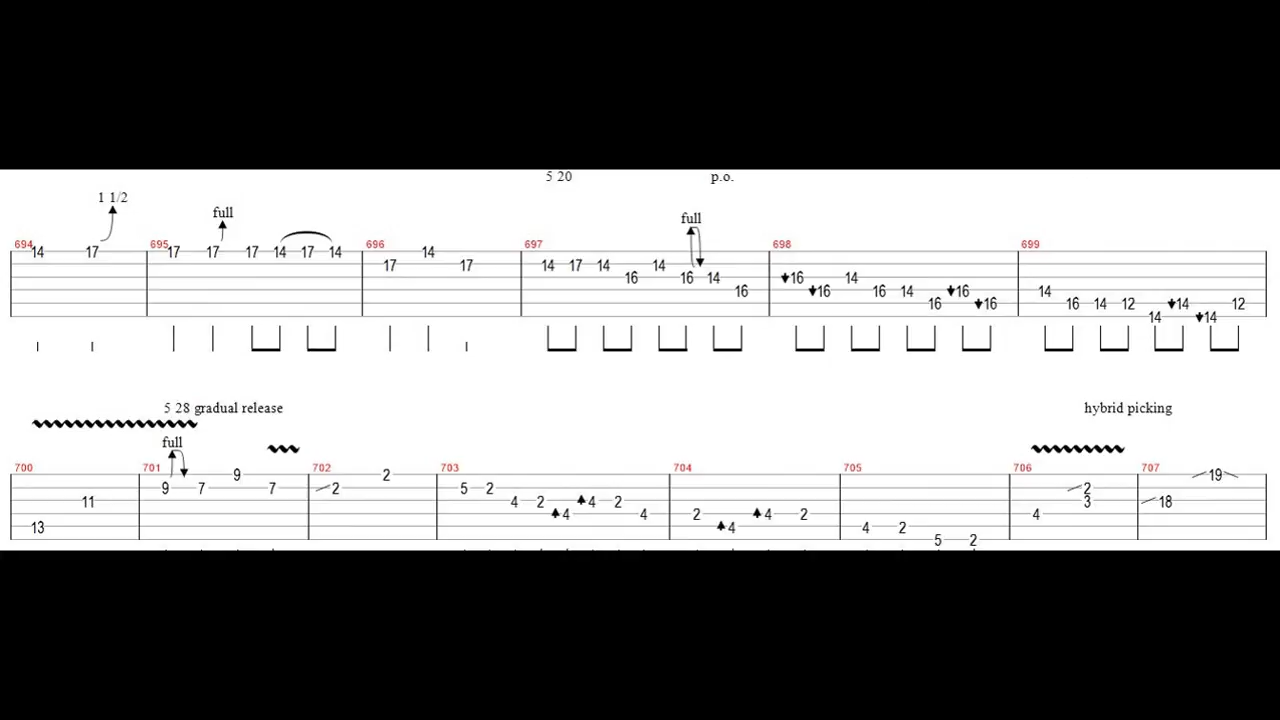 5 20 p.o.
1 1/2
full full
694 695 696 697 698 699
14 17 17 17 17 14 17 14 14
17 17 14 17 14 14
16 16 14 16 14
16 16 16 14 16 14
16 16 16 14 12 14 12
14 14
5 28 gradual release hybrid picking
full
700 701 702 703 704 705 706 707
9 2 19
9 7 7 2 5 2 2
11 4 2 4 2 3 18
4 4 2 4 2 4
13 4 4 2
5 2